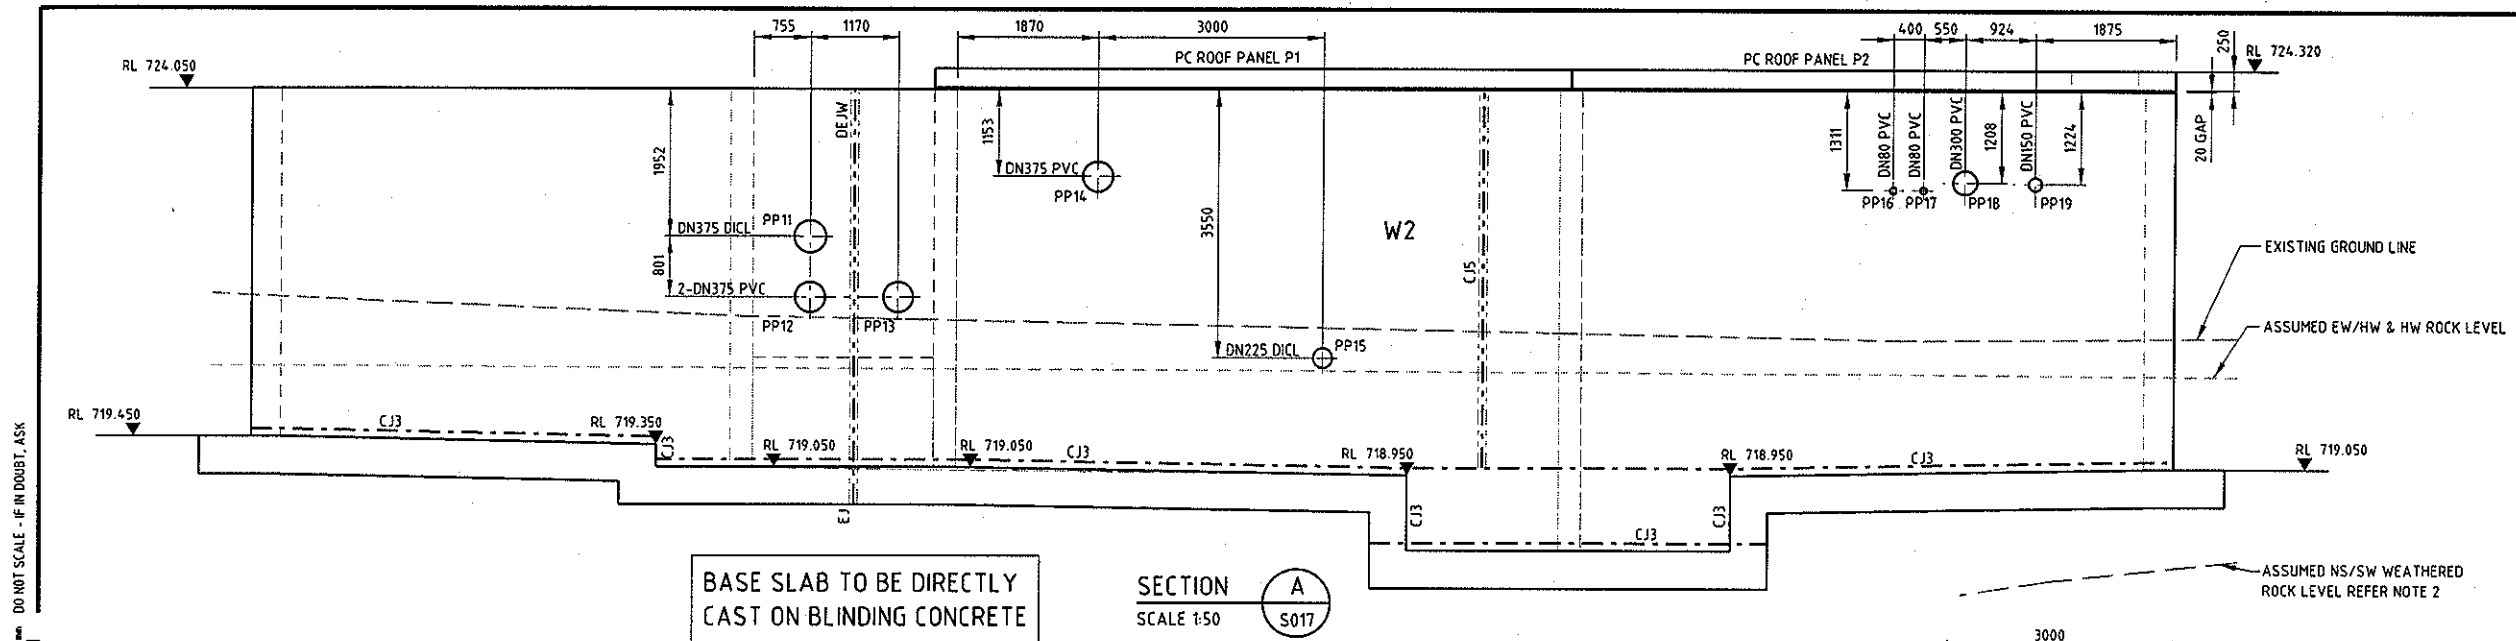 755
1170
1870
3000
400
550
924
1875
250
RL 724.050
PC ROOF PANEL P1
PC ROOF PANEL P2
RL 724.320
DEJW
1952
1153
3550
1311
DN80 PVC
DN80 PVC
DN300 PVC
1208
DN150 PVC
1224
20 GAP
DN375 PVC
PP14
PP16
PP17
PP18
PP19
PP11
DN375 DICL
W2
801
CJ5
EXISTING GROUND LINE
2-DN375 PVC
PP12
PP13
ASSUMED EW/HW & HW ROCK LEVEL
DN225 DICL
PP15
RL 719.450
CJ3
RL 719.350
CJ3
RL 719.050
RL 719.050
CJ3
RL 718.950
RL 718.950
CJ3
RL 719.050
EJ
CJ3
CJ3
CJ3
DO NOT SCALE - IF IN DOUBT, ASK
BASE SLAB TO BE DIRECTLY
CAST ON BLINDING CONCRETE
SECTION
A
SCALE 1:50
S017
ASSUMED NS/SW WEATHERED
ROCK LEVEL REFER NOTE 2
3000